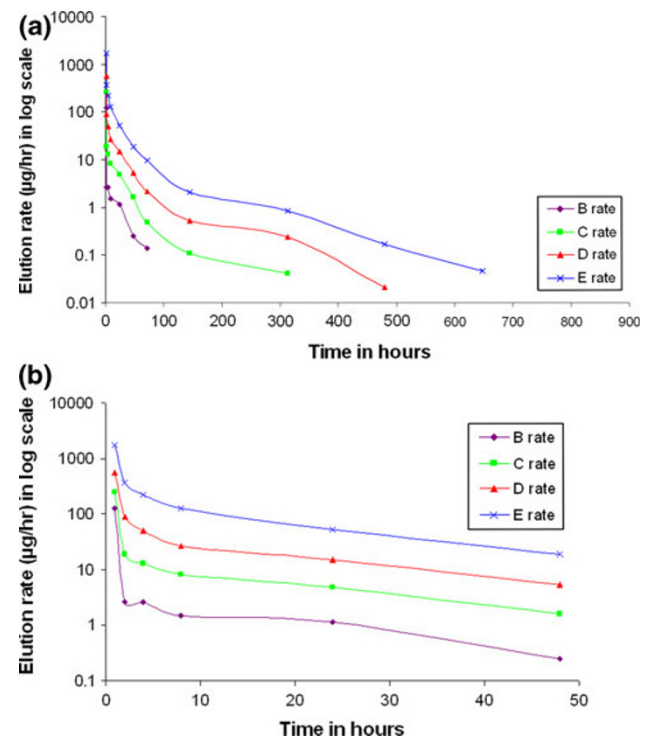 (a)
Elution rate (µg/hr) in log scale
10000
1000
100
10
1
0.1
0.01
0 100 200 300 400 500 600 700 800 900
Time in hours
B rate
C rate
D rate
E rate
(b)
Elution rate (µg/hr) in log scale
10000
1000
100
10
1
0.1
0 10 20 30 40 50
Time in hours
B rate
C rate
D rate
E rate